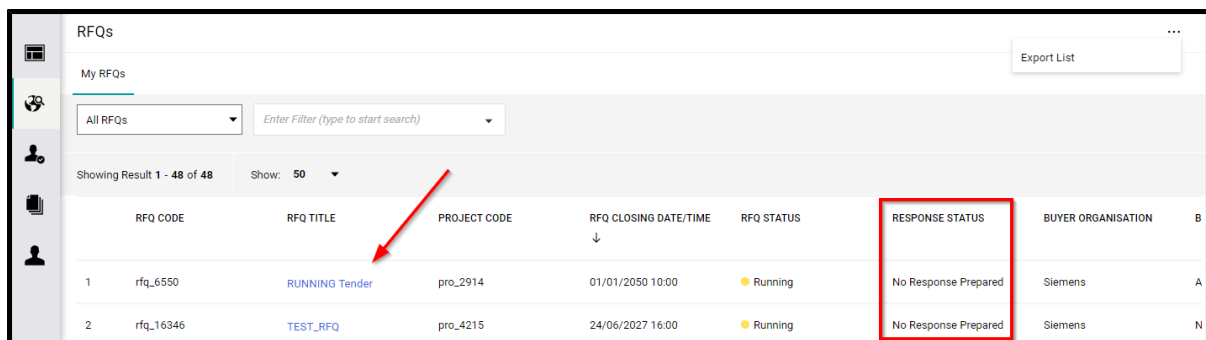 RFQs
...
Export List
My RFQs
All RFQs Enter Filter (type to start search)
Showing Result 1 - 48 of 48 Show: 50
RFQ CODE RFQ TITLE PROJECT CODE RFQ CLOSING DATE/TIME RFQ STATUS RESPONSE STATUS BUYER ORGANISATION B
1 rfq_6550 RUNNING Tender pro_2914 01/01/2050 10:00 Running No Response Prepared Siemens A
2 rfq_16346 TEST_RFQ pro_4215 24/06/2027 16:00 Running No Response Prepared Siemens N